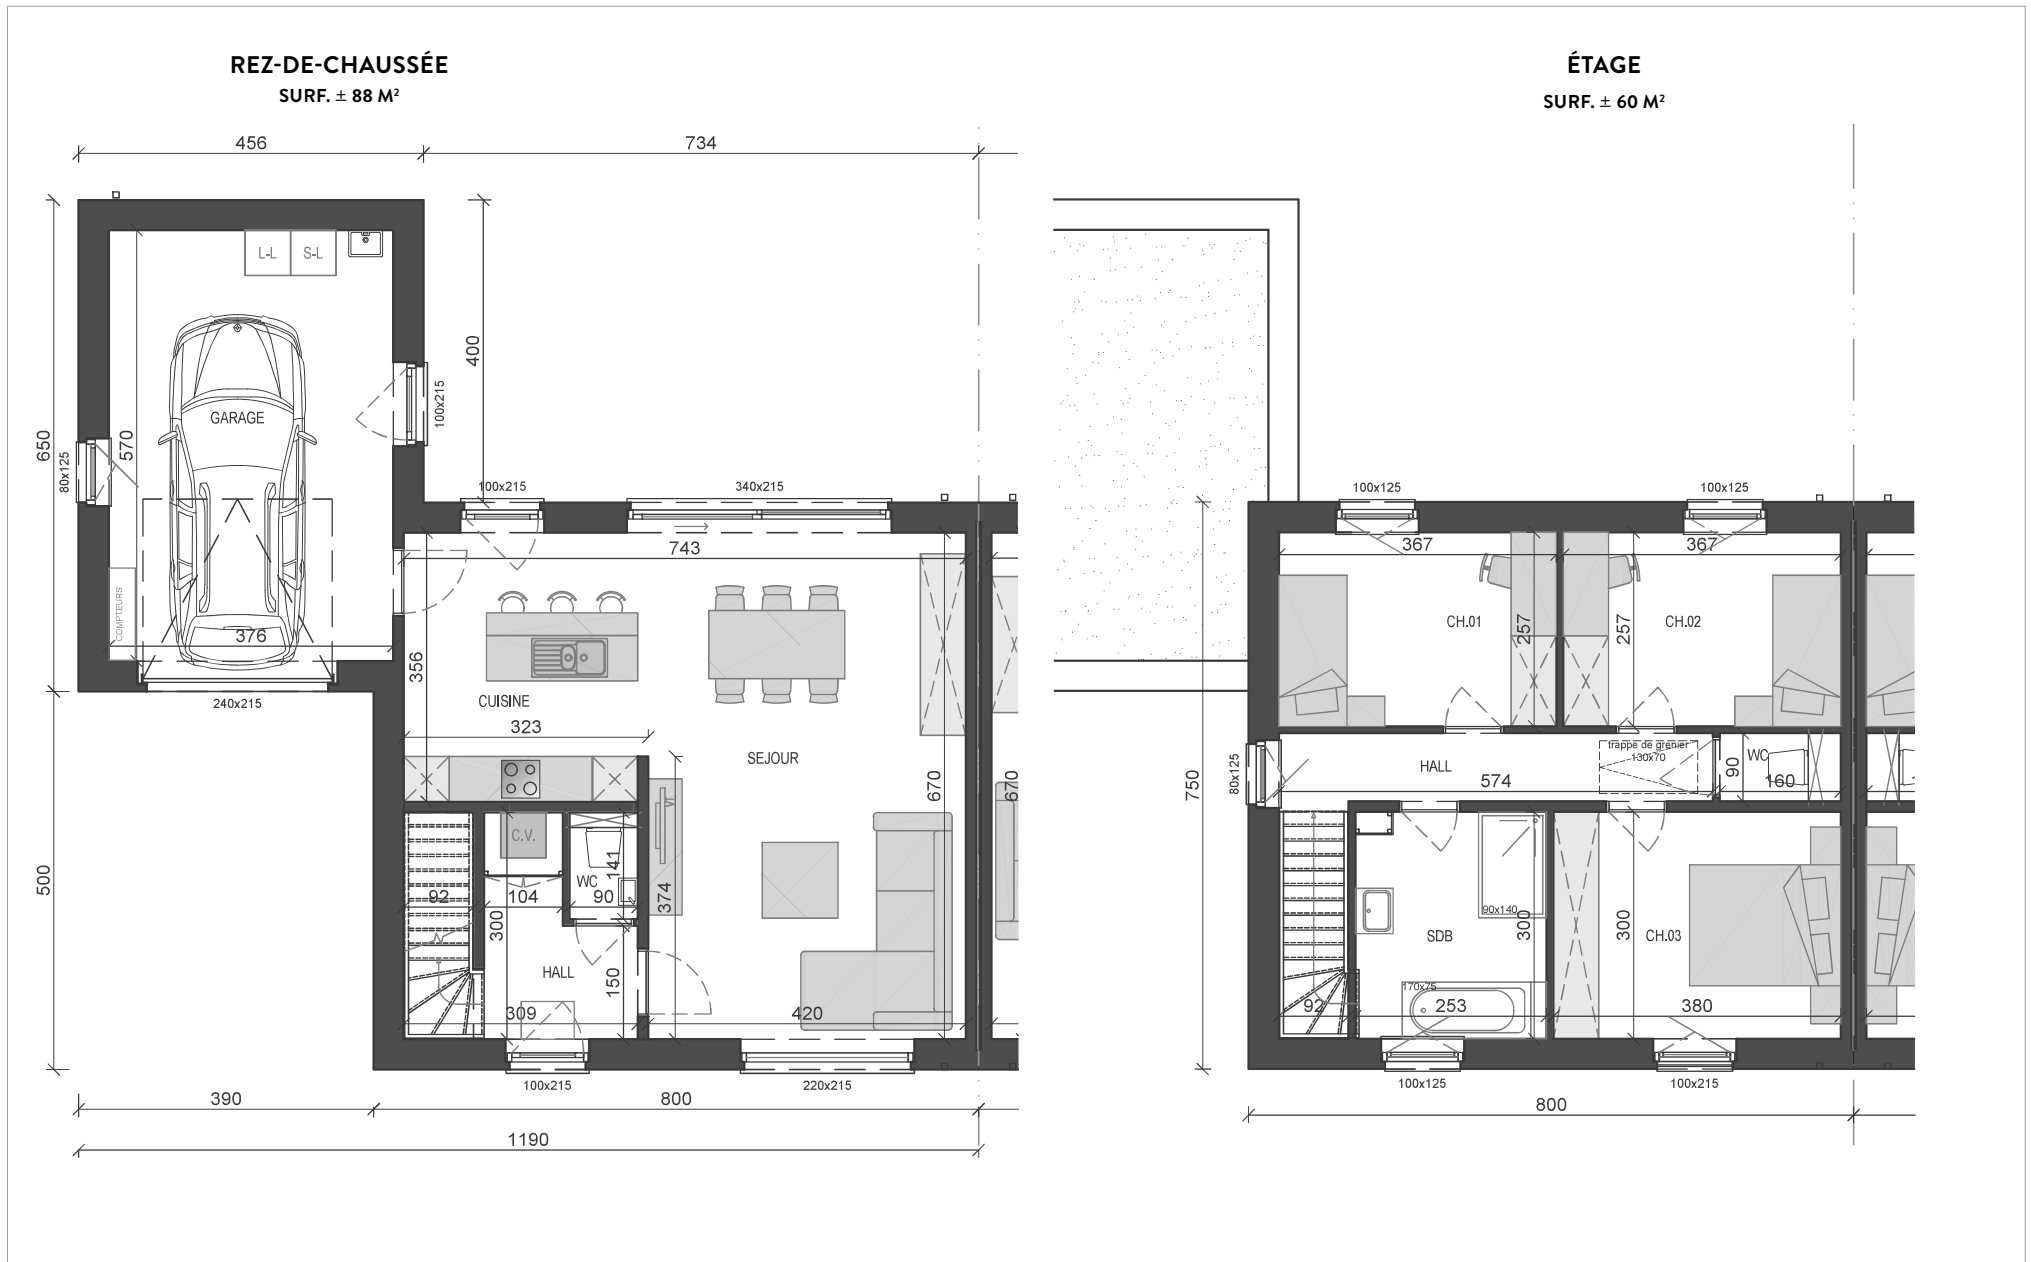 REZ-DE-CHAUSSÉE
SURF. ± 88 M²
456
734
L-L
S-L
400
GARAGE
100x215
650
570
80x125
100x215
340x215
743
COMPTEURS
376
356
240x215
CUISINE
323
SEJOUR
670
670
TV
C.V.
141
WC
500
92
104
90
374
300
HALL
150
309
420
100x215
220x215
390
800
1190
ÉTAGE
SURF. ± 60 M²
100x125
100x125
367
367
CH.01
257
257
CH.02
trappe de grenier
130x70
WC
HALL
90
80x125
574
160
750
90x140
SDB
300
300
CH.03
170x75
92
253
380
100x125
100x215
800